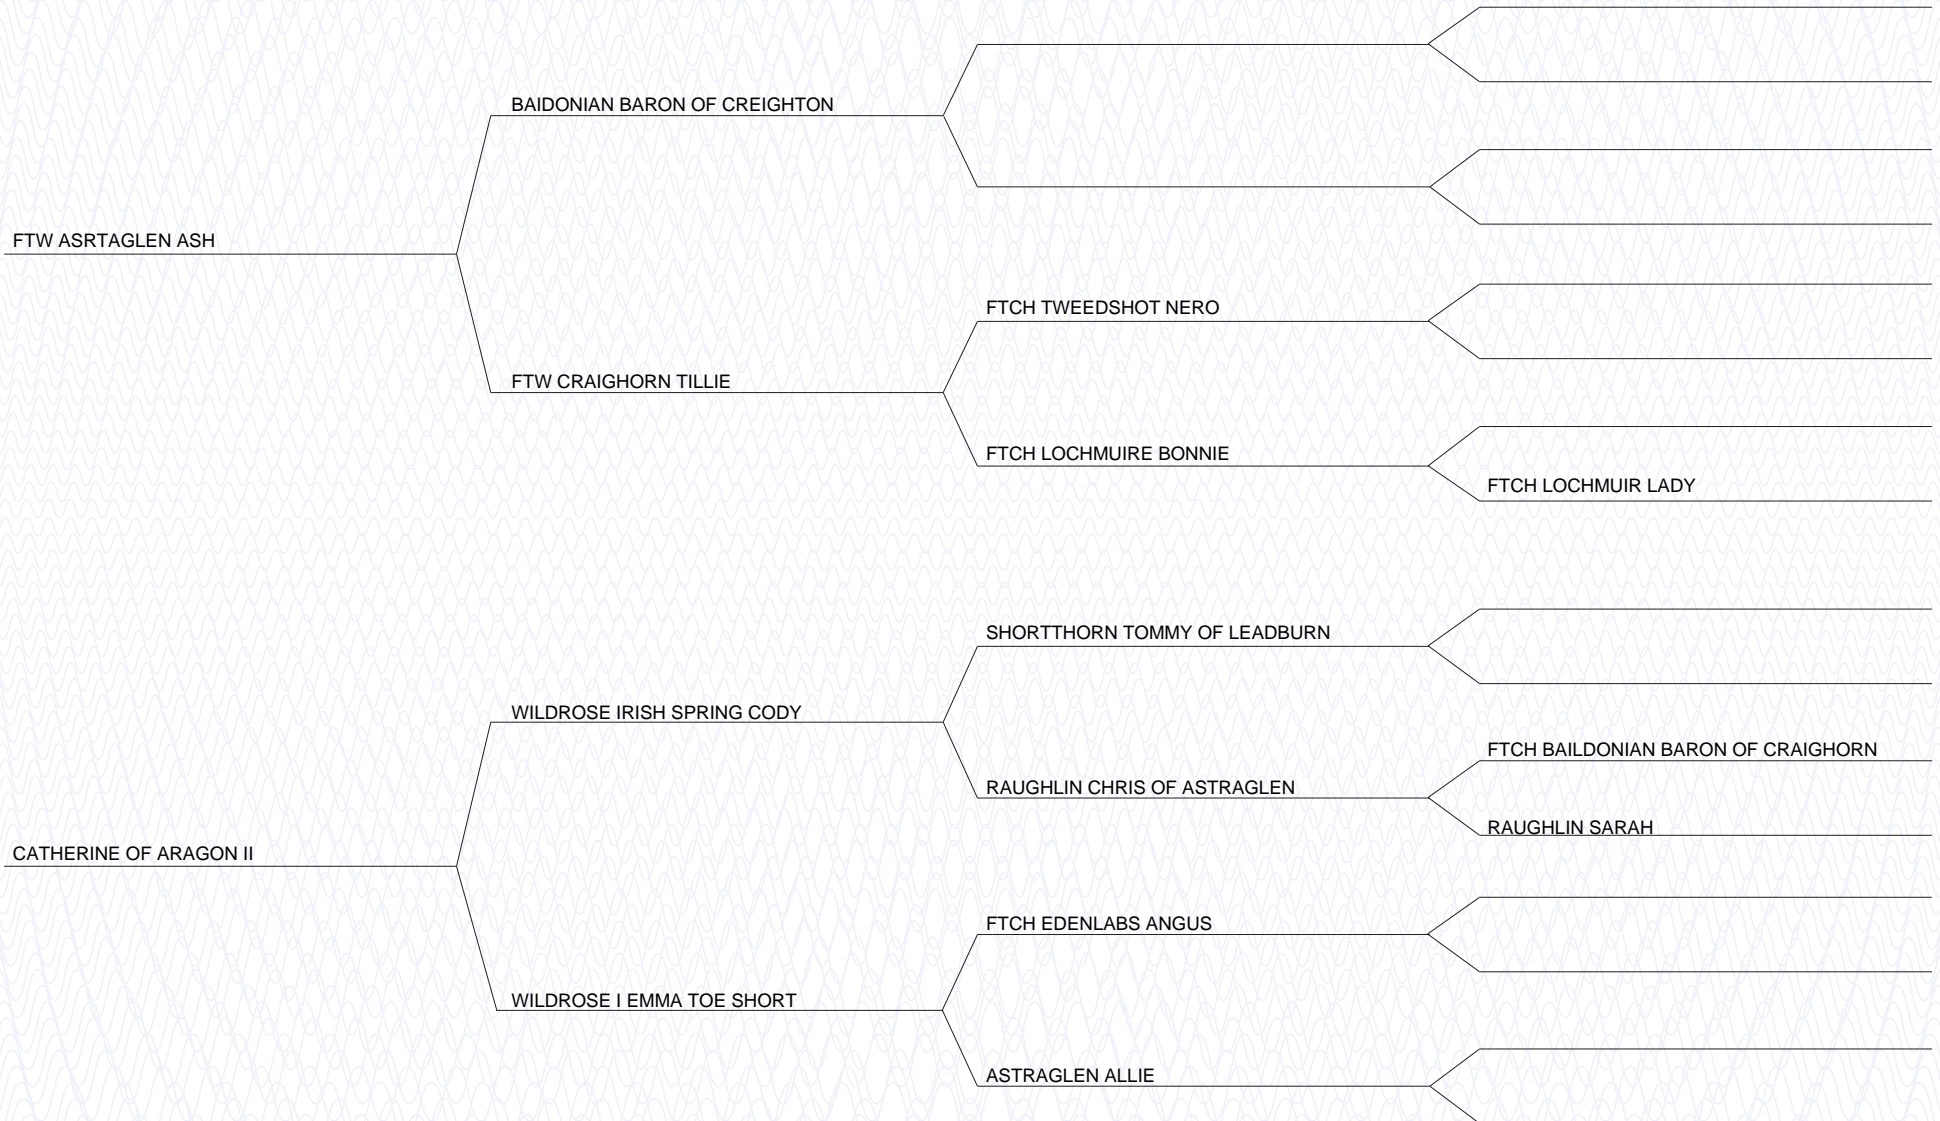 BAIDONIAN BARON OF CREIGHTON
FTW ASRTAGLEN ASH
FTCH TWEEDSHOT NERO
FTW CRAIGHORN TILLIE
FTCH LOCHMUIRE BONNIE
FTCH LOCHMUIR LADY
SHORTTHORN TOMMY OF LEADBURN
WILDROSE IRISH SPRING CODY
FTCH BAILDONIAN BARON OF CRAIGHORN
RAUGHLIN CHRIS OF ASTRAGLEN
RAUGHLIN SARAH
CATHERINE OF ARAGON II
FTCH EDENLABS ANGUS
WILDROSE I EMMA TOE SHORT
ASTRAGLEN ALLIE